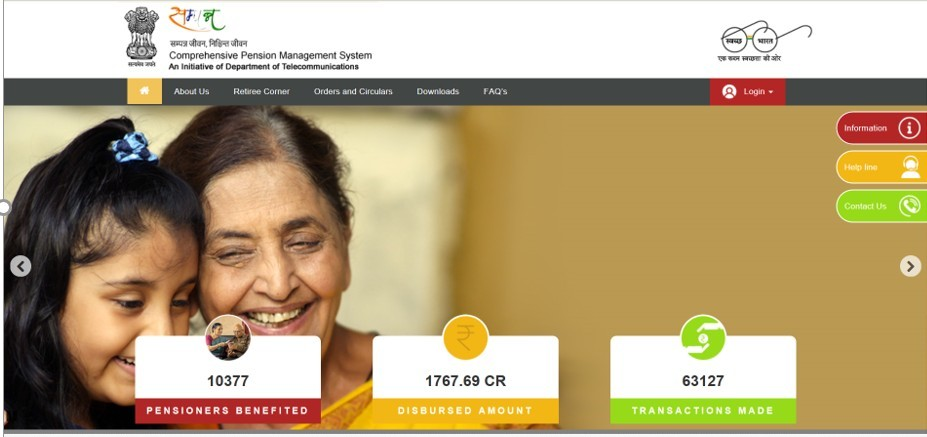 सम्पन्न
सम्पन्न जीवन, निश्चिन्त जीवन
Comprehensive Pension Management System
An Initiative of Department of Telecommunications
सत्यमेव जयते
स्वच्छ भारत
एक कदम स्वच्छता की ओर
About Us
Retiree Corner
Orders and Circulars
Downloads
FAQ's
Login
Information
Help line
Contact Us
10377
PENSIONERS BENEFITED
1767.69 CR
DISBURSED AMOUNT
63127
TRANSACTIONS MADE